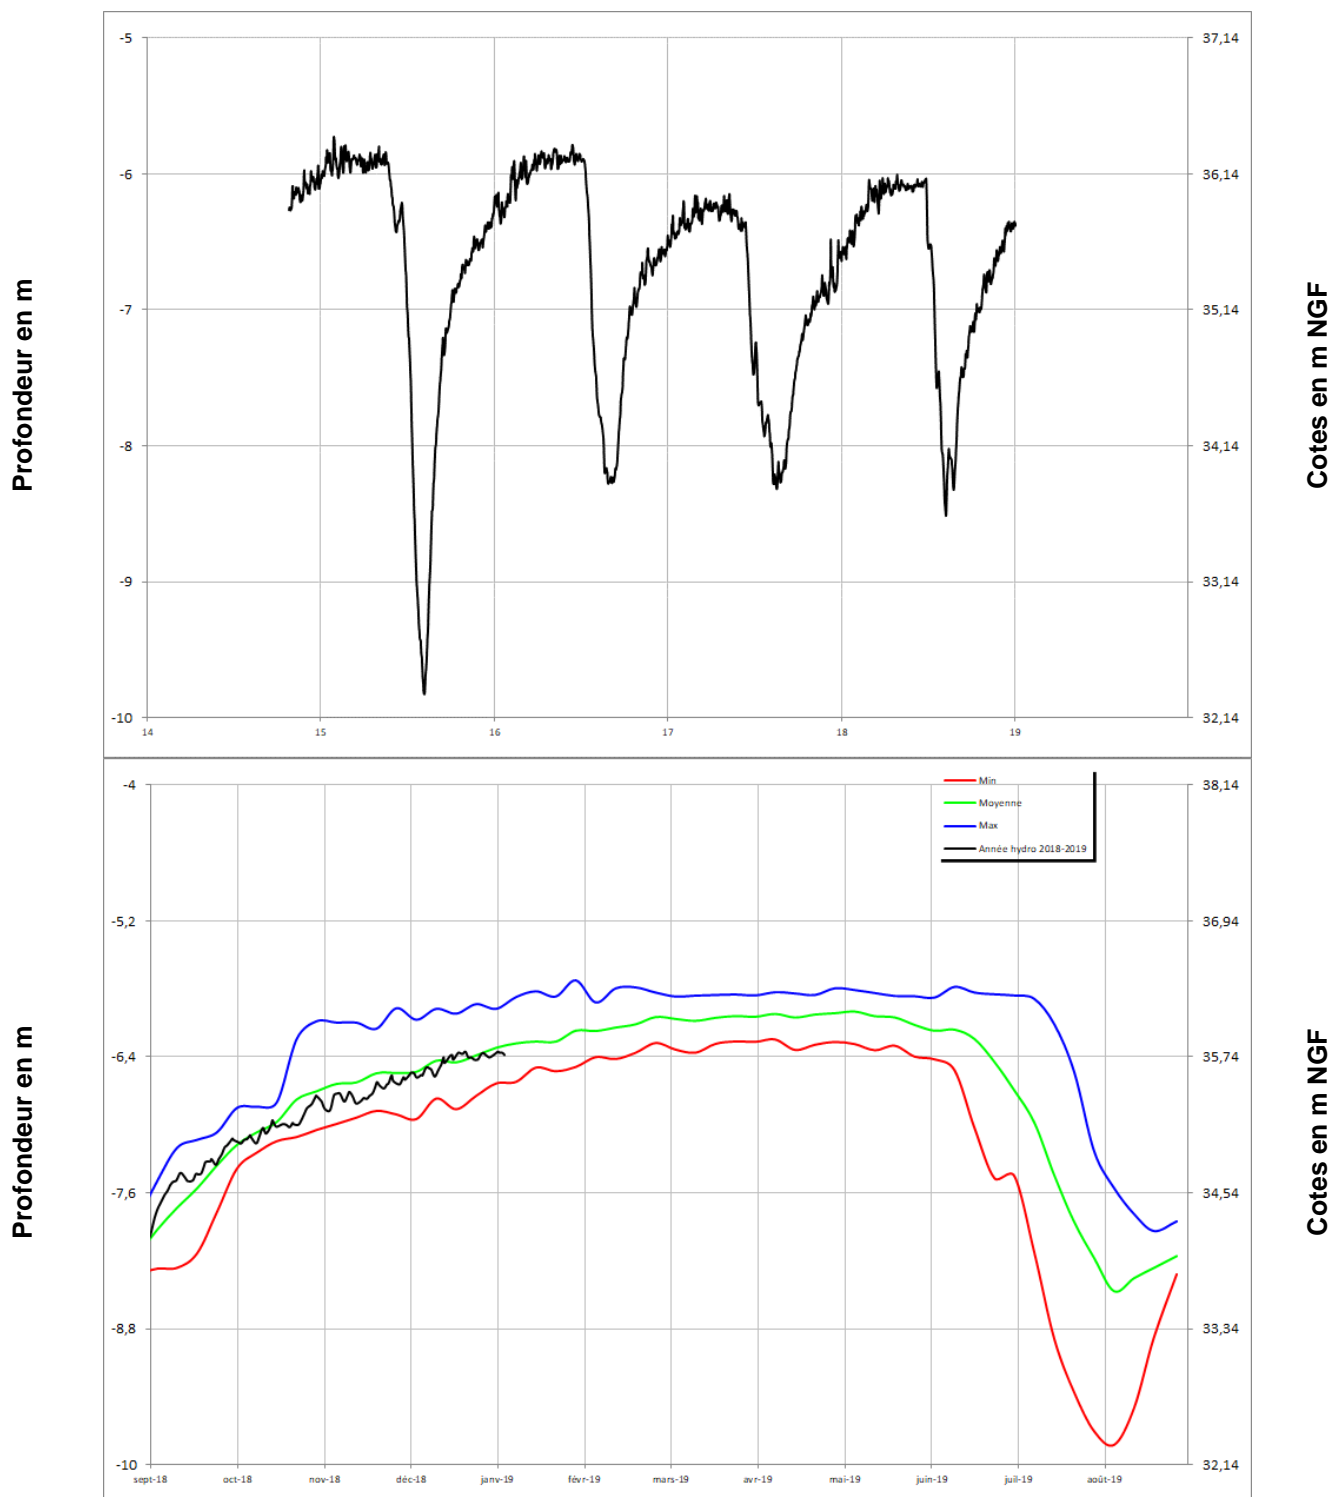 -5
37,14
-6
36,14
-7
35,14
-8
34,14
-9
33,14
-10
32,14
14
15
16
17
18
19
Profondeur en m
Cotes en m NGF
Min
Moyenne
Max
Année hydro 2018-2019
-4
38,14
-5,2
36,94
-6,4
35,74
-7,6
34,54
-8,8
33,34
-10
32,14
sept-18
oct-18
nov-18
déc-18
janv-19
févr-19
mars-19
avr-19
mai-19
juin-19
juil-19
août-19
Profondeur en m
Cotes en m NGF